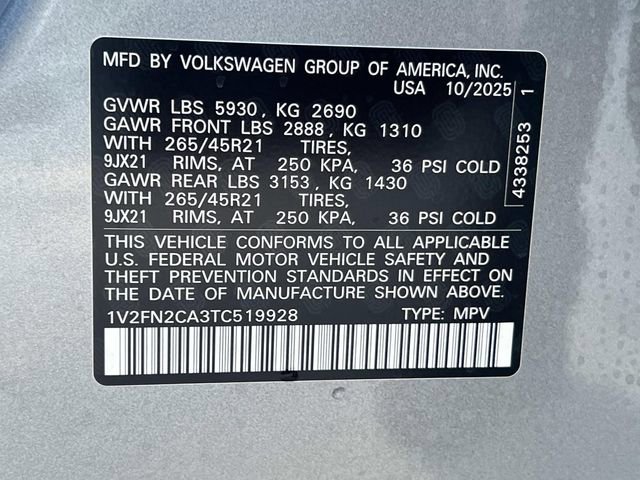 MFD BY VOLKSWAGEN GROUP OF AMERICA, INC.
USA 10/2025
GVWR LBS 5930, KG 2690
GAWR FRONT LBS 2888, KG 1310
WITH 265/45R21 TIRES,
9JX21 RIMS, AT 250 KPA, 36 PSI COLD
GAWR REAR LBS 3153, KG 1430
WITH 265/45R21 TIRES,
9JX21 RIMS, AT 250 KPA, 36 PSI COLD
THIS VEHICLE CONFORMS TO ALL APPLICABLE
U.S. FEDERAL MOTOR VEHICLE SAFETY AND
THEFT PREVENTION STANDARDS IN EFFECT ON
THE DATE OF MANUFACTURE SHOWN ABOVE.
1V2FN2CA3TC519928 TYPE: MPV
4338253 1